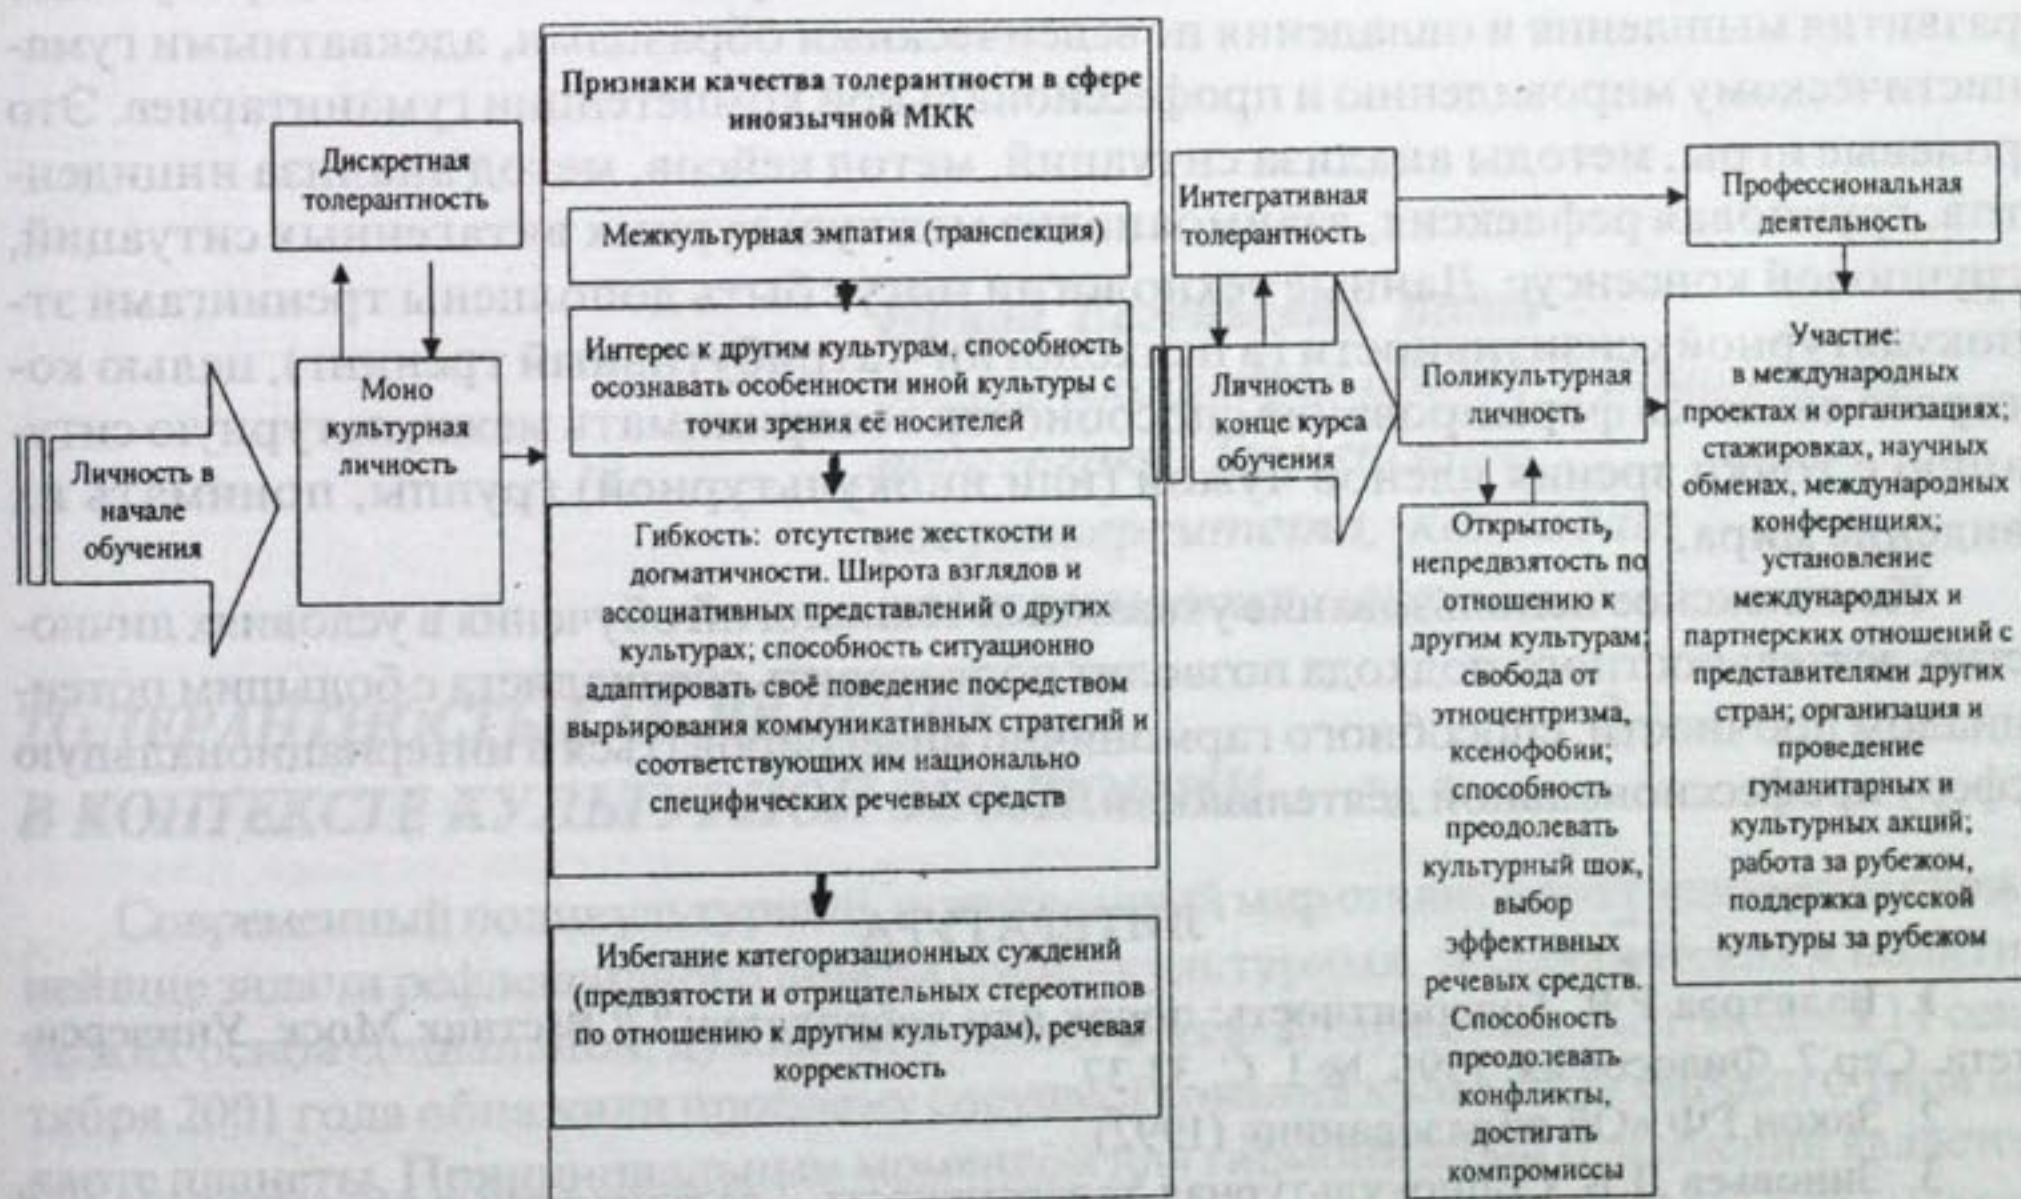 Личность в
начале
обучения
Дискретная
толерантность
Моно
культурная
личность
Признаки качества толерантности в сфере
иноязычной МКК
Межкультурная эмпатия (транспекция)
Интерес к другим культурам, способность
осознавать особенности иной культуры с
точки зрения её носителей
Гибкость: отсутствие жесткости и
догматичности. Широта взглядов и
ассоциативных представлений о других
культурах; способность ситуационно
адаптировать своё поведение посредством
вырьирования коммуникативных стратегий и
соответствующих им национально
специфических речевых средств
Избегание категоризационных суждений
(предвзятости и отрицательных стереотипов
по отношению к другим культурам), речевая
корректность
Интегративная
толерантность
Личность в
конце курса
обучения
Поликультурная
личность
Открытость,
непредвзятость по
отношению к
другим культурам;
свобода от
этноцентризма,
ксенофобии;
способность
преодолевать
культурный шок,
выбор
эффективных
речевых средств.
Способность
преодолевать
конфликты,
достигать
компромиссы
Профессиональная
деятельность
Участие:
в международных
проектах и организациях;
стажировках, научных
обменах, международных
конференциях;
установление
международных и
партнерских отношений с
представителями других
стран; организация и
проведение
гуманитарных и
культурных акций;
работа за рубежом,
поддержка русской
культуры за рубежом